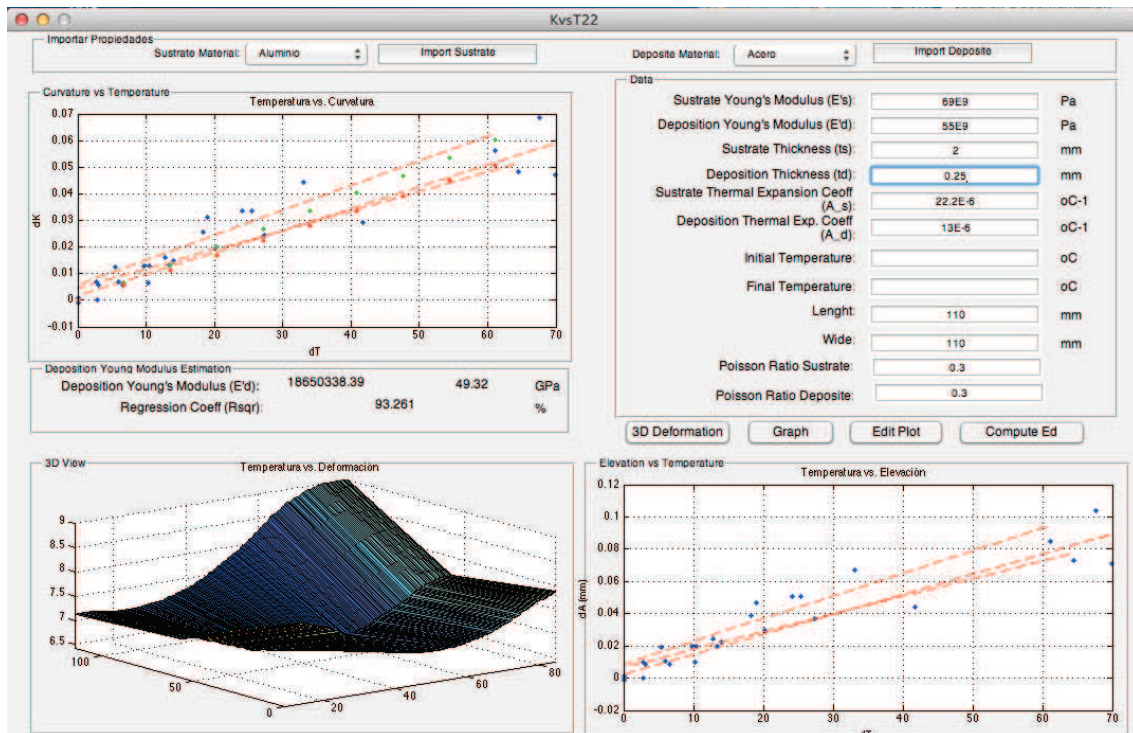 KvsT22
Importar Propiedades
Sustrate Material: Aluminio Import Sustrate Deposite Material: Acero Import Deposite
Curvature vs Temperature
Temperatura vs. Curvatura
0.07
0.06
0.05
0.04
0.03
0.02
0.01
0
-0.01
dK
0 10 20 30 40 50 60 70
dT
Data
Sustrate Young's Modulus (E's): 69E9 Pa
Deposition Young's Modulus (E'd): 55E9 Pa
Sustrate Thickness (ts): 2 mm
Deposition Thickness (td): 0.25 mm
Sustrate Thermal Expansion Ceoff (A_s): 22.2E-6 oC-1
Deposition Thermal Exp. Coeff (A_d): 13E-6 oC-1
Initial Temperature: oC
Final Temperature: oC
Lenght: 110 mm
Wide: 110 mm
Poisson Ratio Sustrate: 0.3
Poisson Ratio Deposite: 0.3
Deposition Young Modulus Estimation
Deposition Young's Modulus (E'd): 18650338.39 49.32 GPa
Regression Coeff (Rsqr): 93.261 %
3D Deformation Graph Edit Plot Compute Ed
3D View
Temperatura vs. Deformación
9
8.5
8
7.5
7
6.5
100
50
0
20
40
60
80
Elevation vs Temperature
Temperatura vs. Elevación
0.12
0.1
0.08
0.06
0.04
0.02
0
-0.02
dA (mm)
0 10 20 30 40 50 60 70
dT